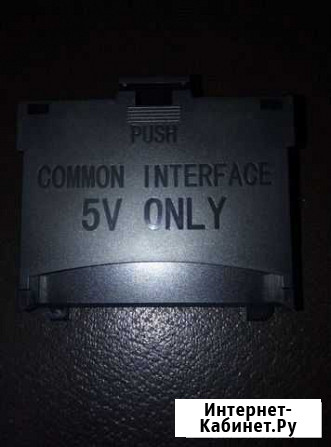 PUSH
COMMON INTERFACE
5V ONLY
Интернет-
Кабинет.Ру